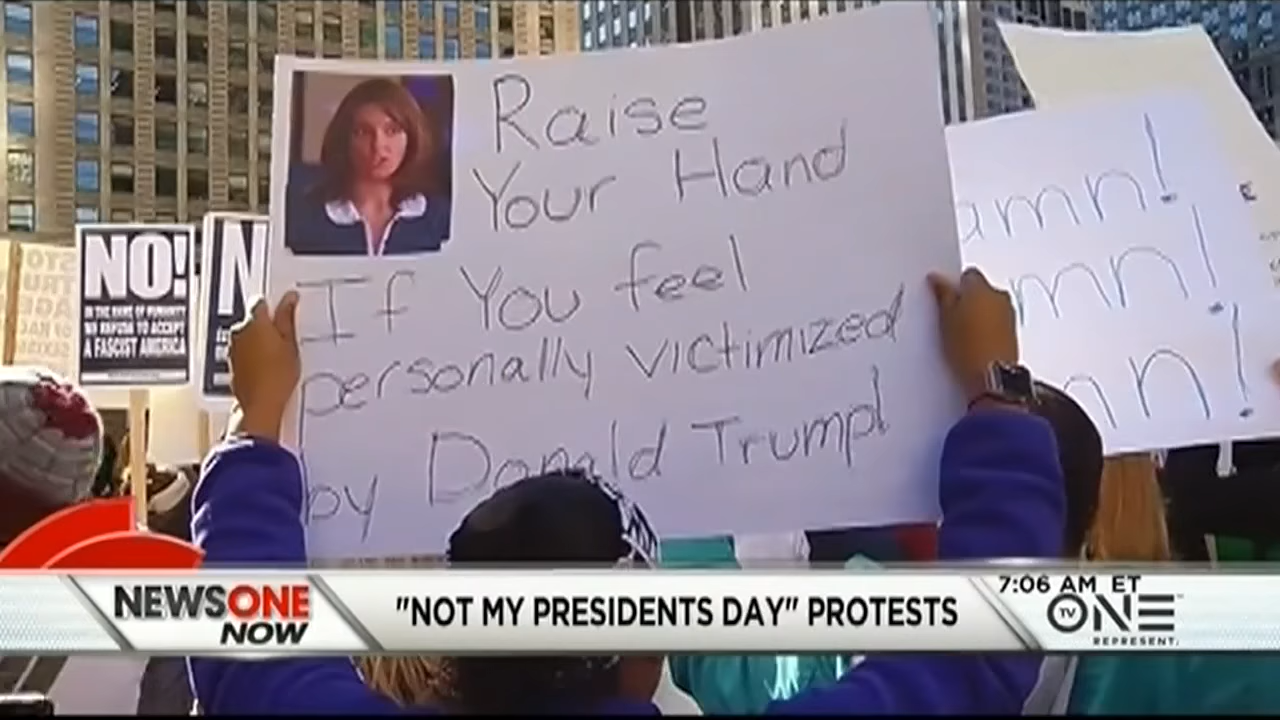 Raise
Your Hand
If You feel
personally victimized
by Donald Trump!
NO!
IN THE NAME OF HUMANITY
WE REFUSE TO ACCEPT
A FASCIST AMERICA
N
amn!
mn!
nn!
NEWSONE
NOW
"NOT MY PRESIDENTS DAY" PROTESTS
7:06 AM ET
TV ONE
REPRESENT.